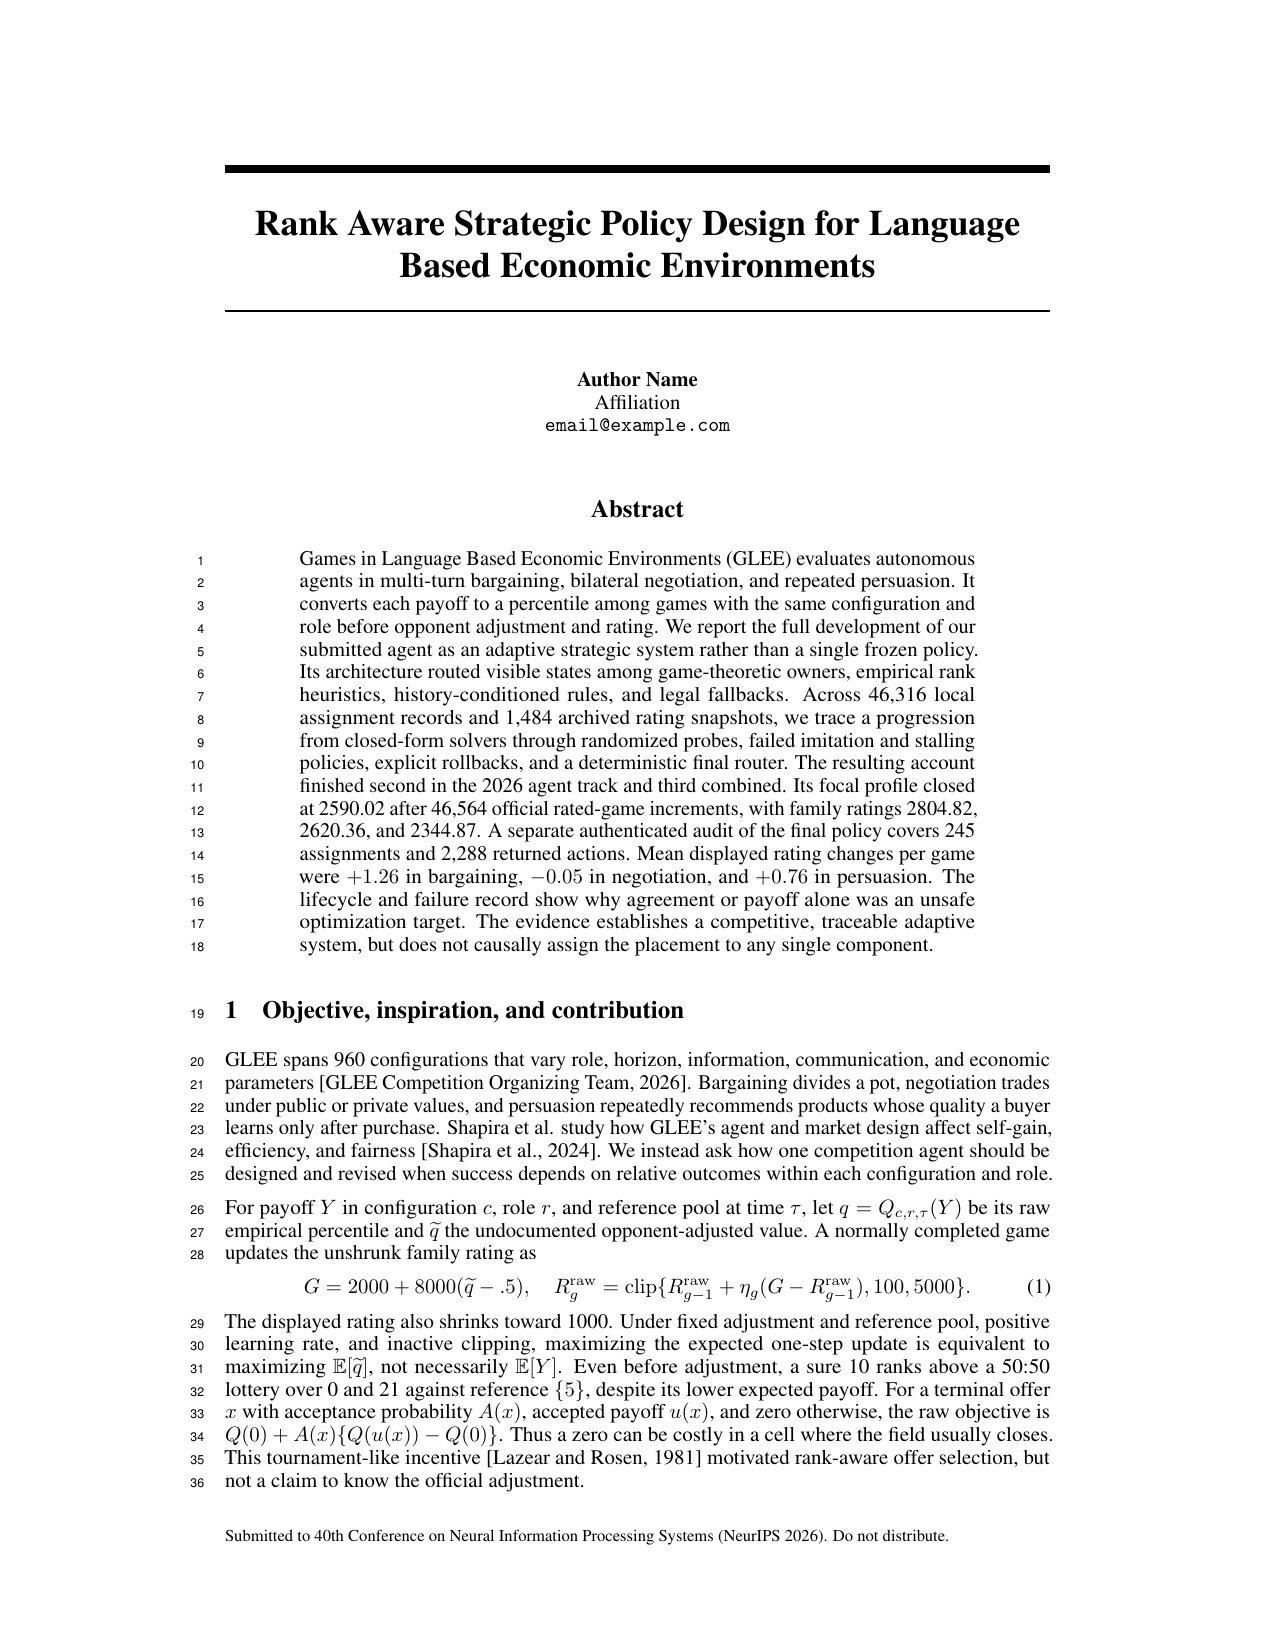 Rank Aware Strategic Policy Design for Language
Based Economic Environments
Author Name
Affiliation
email@example.com
Abstract
1 Games in Language Based Economic Environments (GLEE) evaluates autonomous
2 agents in multi-turn bargaining, bilateral negotiation, and repeated persuasion. It
3 converts each payoff to a percentile among games with the same configuration and
4 role before opponent adjustment and rating. We report the full development of our
5 submitted agent as an adaptive strategic system rather than a single frozen policy.
6 Its architecture routed visible states among game-theoretic owners, empirical rank
7 heuristics, history-conditioned rules, and legal fallbacks. Across 46,316 local
8 assignment records and 1,484 archived rating snapshots, we trace a progression
9 from closed-form solvers through randomized probes, failed imitation and stalling
10 policies, explicit rollbacks, and a deterministic final router. The resulting account
11 finished second in the 2026 agent track and third combined. Its focal profile closed
12 at 2590.02 after 46,564 official rated-game increments, with family ratings 2804.82,
13 2620.36, and 2344.87. A separate authenticated audit of the final policy covers 245
14 assignments and 2,288 returned actions. Mean displayed rating changes per game
15 were +1.26 in bargaining, −0.05 in negotiation, and +0.76 in persuasion. The
16 lifecycle and failure record show why agreement or payoff alone was an unsafe
17 optimization target. The evidence establishes a competitive, traceable adaptive
18 system, but does not causally assign the placement to any single component.
19 1 Objective, inspiration, and contribution
20 GLEE spans 960 configurations that vary role, horizon, information, communication, and economic
21 parameters [GLEE Competition Organizing Team, 2026]. Bargaining divides a pot, negotiation trades
22 under public or private values, and persuasion repeatedly recommends products whose quality a buyer
23 learns only after purchase. Shapira et al. study how GLEE's agent and market design affect self-gain,
24 efficiency, and fairness [Shapira et al., 2024]. We instead ask how one competition agent should be
25 designed and revised when success depends on relative outcomes within each configuration and role.
26 For payoff Y in configuration c, role r, and reference pool at time τ, let q = Q_{c,r,τ}(Y) be its raw
27 empirical percentile and q̃ the undocumented opponent-adjusted value. A normally completed game
28 updates the unshrunk family rating as
G = 2000 + 8000(q̃ − .5), R_g^{raw} = clip{R_{g−1}^{raw} + η_g(G − R_{g−1}^{raw}), 100, 5000}. (1)
29 The displayed rating also shrinks toward 1000. Under fixed adjustment and reference pool, positive
30 learning rate, and inactive clipping, maximizing the expected one-step update is equivalent to
31 maximizing 𝔼[q̃], not necessarily 𝔼[Y]. Even before adjustment, a sure 10 ranks above a 50:50
32 lottery over 0 and 21 against reference {5}, despite its lower expected payoff. For a terminal offer
33 x with acceptance probability A(x), accepted payoff u(x), and zero otherwise, the raw objective is
34 Q(0) + A(x){Q(u(x)) − Q(0)}. Thus a zero can be costly in a cell where the field usually closes.
35 This tournament-like incentive [Lazear and Rosen, 1981] motivated rank-aware offer selection, but
36 not a claim to know the official adjustment.
Submitted to 40th Conference on Neural Information Processing Systems (NeurIPS 2026). Do not distribute.